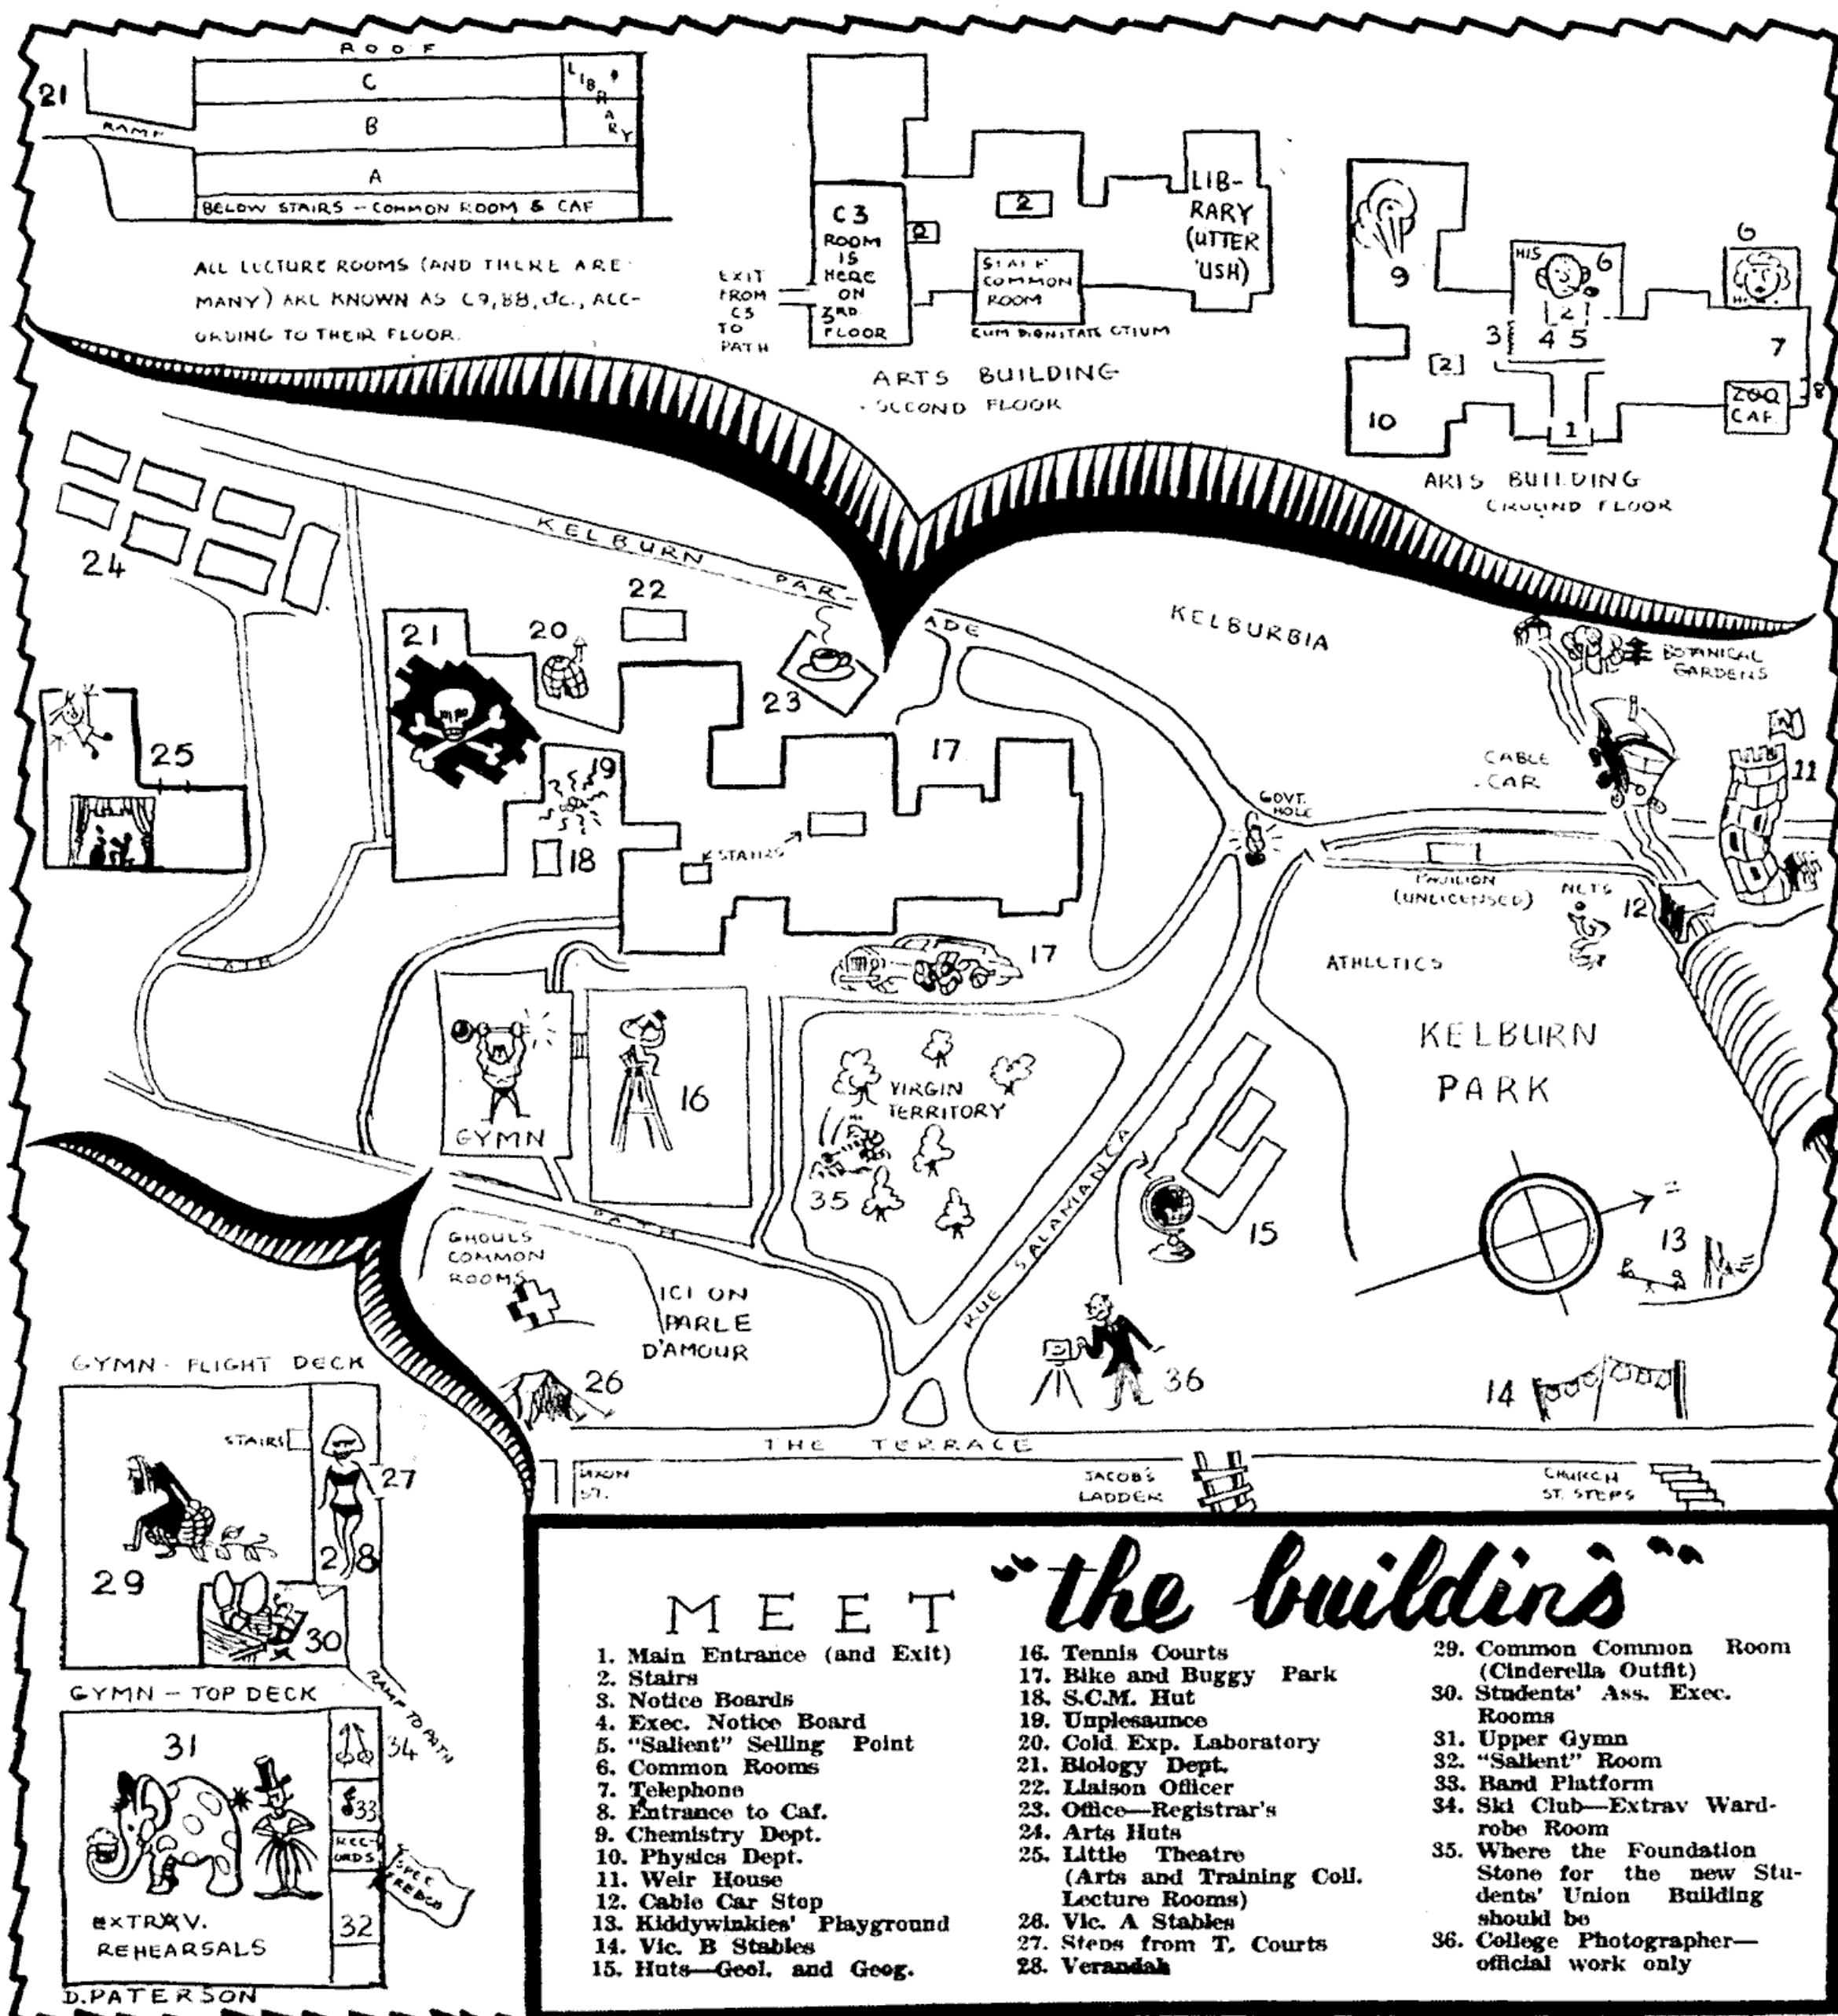 ROOF
21
C
LIBRARY
RAMP
B
A
BELOW STAIRS – COMMON ROOM & CAF
ALL LECTURE ROOMS (AND THERE ARE
MANY) ARE KNOWN AS C9, B8, etc., ACC-
ORDING TO THEIR FLOOR.
C3
ROOM
IS
HERE
ON
3RD
FLOOR
2
2
EXIT
FROM
C3
TO
PATH
STAFF
COMMON
ROOM
CUM DIGNITATE OTIUM
LIB-
RARY
(UTTER
'USH)
ARTS BUILDING
SECOND FLOOR
9
HIS
6
6
2
3
4 5
7
[2]
8
ZOO
CAF
10
1
ARTS BUILDING
GROUND FLOOR
24
KELBURN PAR-
ADE
KELBURBIA
BOTANICAL
GARDENS
22
21
20
23
25
17
CABLE
CAR
11
GOVT.
HOLE
19
18
STAIRS
PAVILION
(UNLICENSED)
NETS
12
PATH
17
ATHLETICS
KELBURN
PARK
GYMN
16
VIRGIN
TERRITORY
35
RUE SALAMANCA
15
13
PATH
GHOULS
COMMON
ROOMS
ICI ON
PARLE
D'AMOUR
26
36
14
THE TERRACE
DIXON
ST.
JACOB'S
LADDER
CHURCH
ST. STEPS
GYMN - FLIGHT DECK
STAIRS
27
28
29
30
RAMP TO PATH
GYMN – TOP DECK
31
34
33
REC-
ORDS
32
EXTRAV.
REHEARSALS
D. PATERSON
MEET "the buildin's"
1. Main Entrance (and Exit)
2. Stairs
3. Notice Boards
4. Exec. Notice Board
5. "Salient" Selling Point
6. Common Rooms
7. Telephone
8. Entrance to Caf.
9. Chemistry Dept.
10. Physics Dept.
11. Weir House
12. Cable Car Stop
13. Kiddywinkies' Playground
14. Vic. B Stables
15. Huts—Geol. and Geog.
16. Tennis Courts
17. Bike and Buggy Park
18. S.C.M. Hut
19. Unplesaunce
20. Cold Exp. Laboratory
21. Biology Dept.
22. Liaison Officer
23. Office—Registrar's
24. Arts Huts
25. Little Theatre
(Arts and Training Coll.
Lecture Rooms)
26. Vic. A Stables
27. Steps from T. Courts
28. Verandah
29. Common Common Room
(Cinderella Outfit)
30. Students' Ass. Exec.
Rooms
31. Upper Gymn
32. "Salient" Room
33. Band Platform
34. Ski Club—Extrav Ward-
robe Room
35. Where the Foundation
Stone for the new Stu-
dents' Union Building
should be
36. College Photographer—
official work only